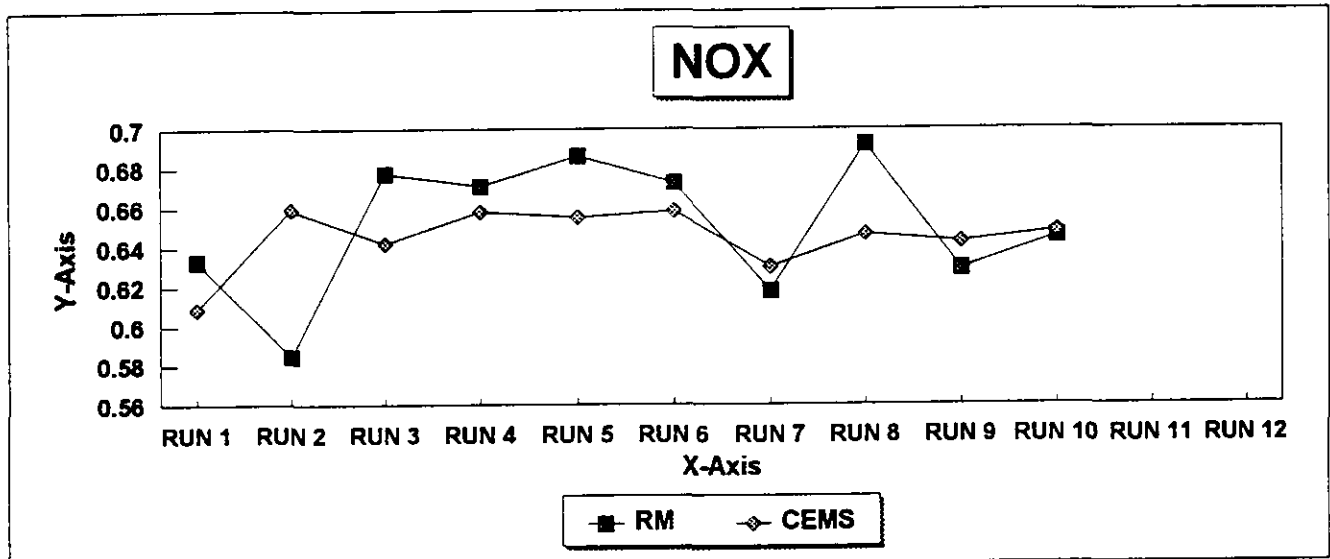 NOX
0.7
0.68
0.66
0.64
0.62
0.6
0.58
0.56
Y-Axis
RUN 1 RUN 2 RUN 3 RUN 4 RUN 5 RUN 6 RUN 7 RUN 8 RUN 9 RUN 10 RUN 11 RUN 12
X-Axis
RM CEMS